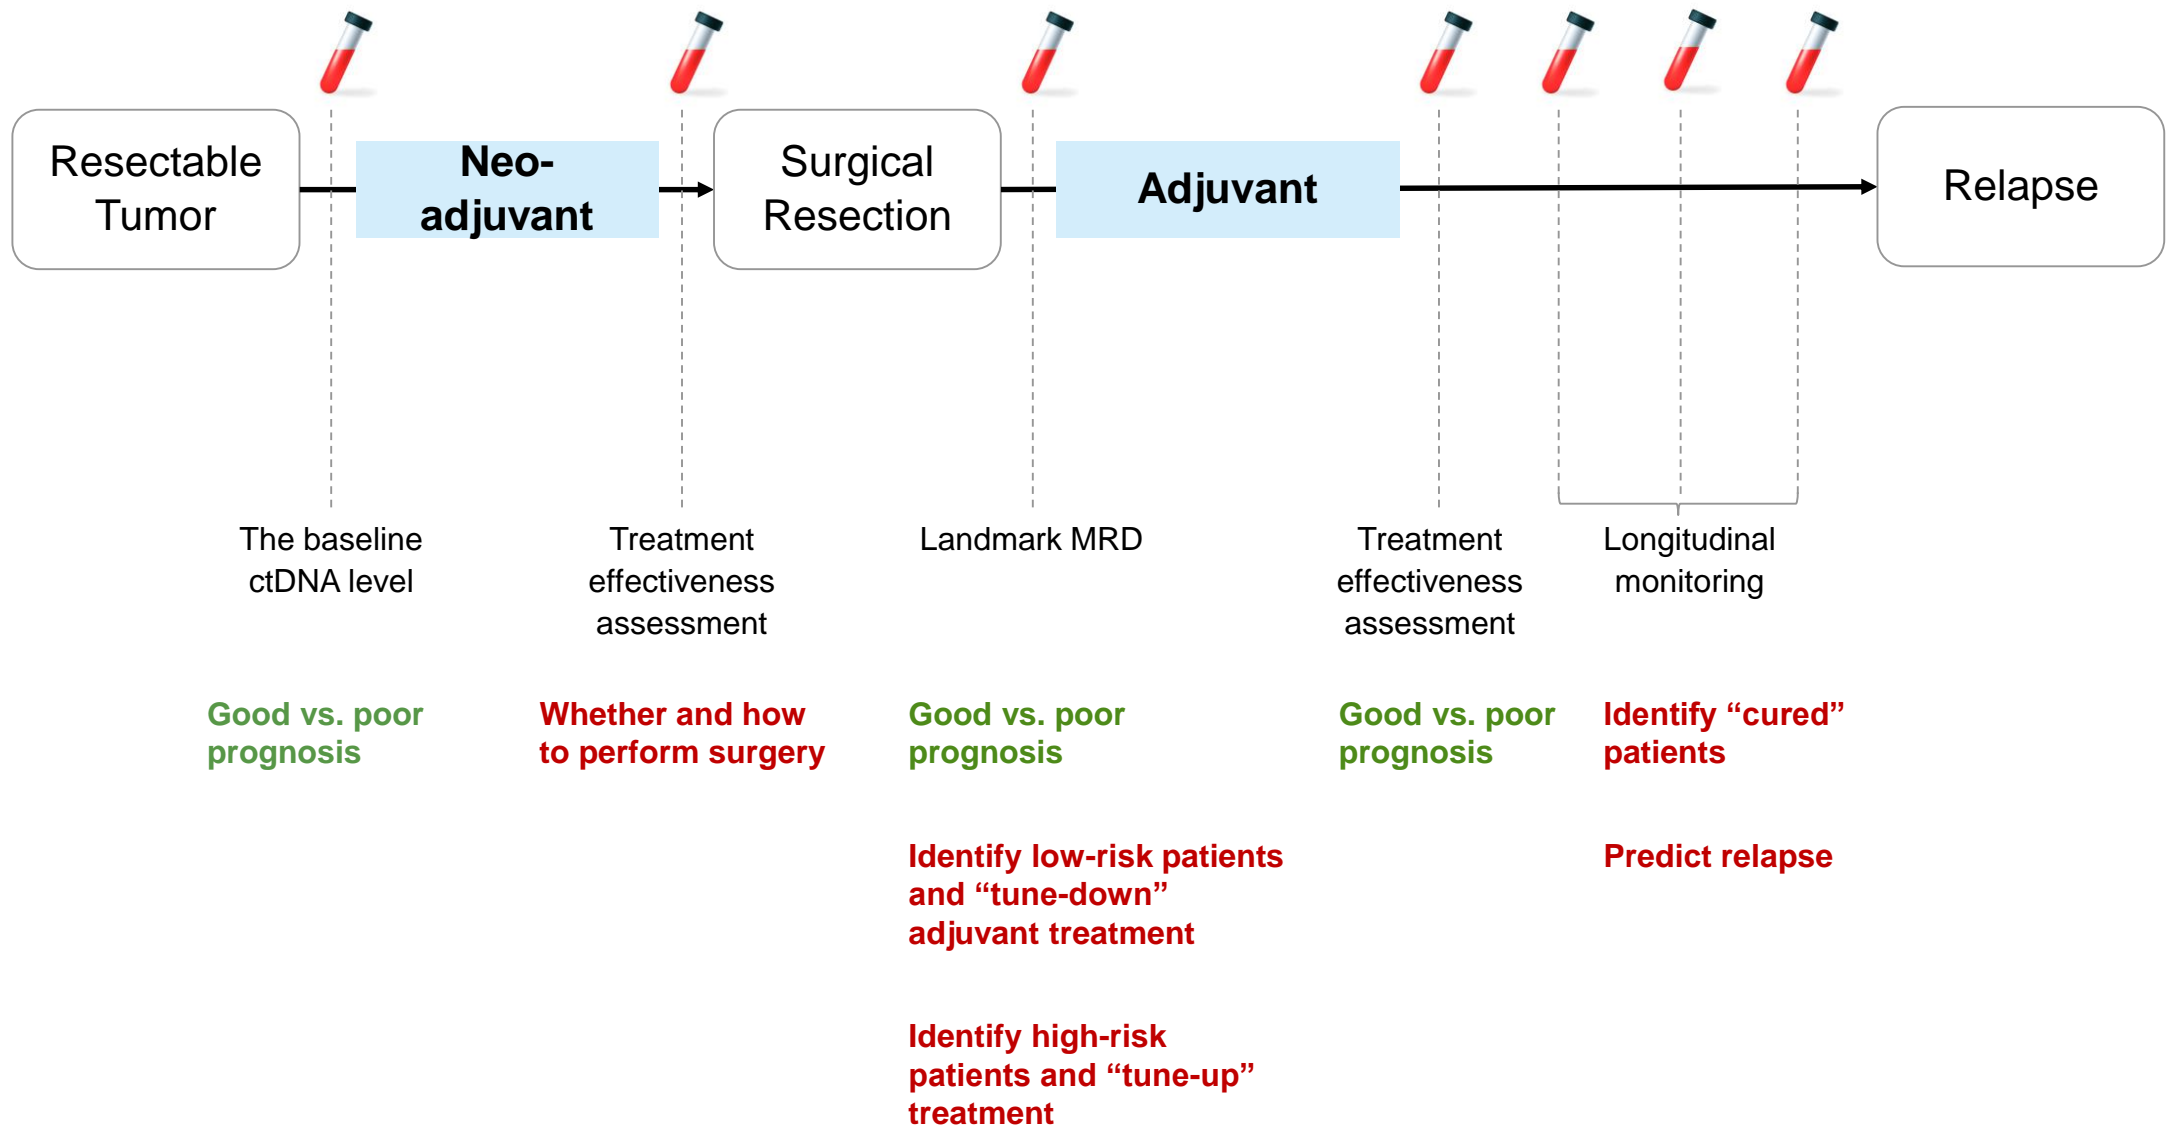 Resectable
Tumor
Neo-
adjuvant
Surgical
Resection
Adjuvant
Relapse
The baseline
ctDNA level
Treatment
effectiveness
assessment
Landmark MRD
Treatment
effectiveness
assessment
Longitudinal
monitoring
Good vs. poor
prognosis
Whether and how
to perform surgery
Good vs. poor
prognosis
Good vs. poor
prognosis
Identify “cured”
patients
Identify low-risk patients
and “tune-down”
adjuvant treatment
Predict relapse
Identify high-risk
patients and “tune-up”
treatment